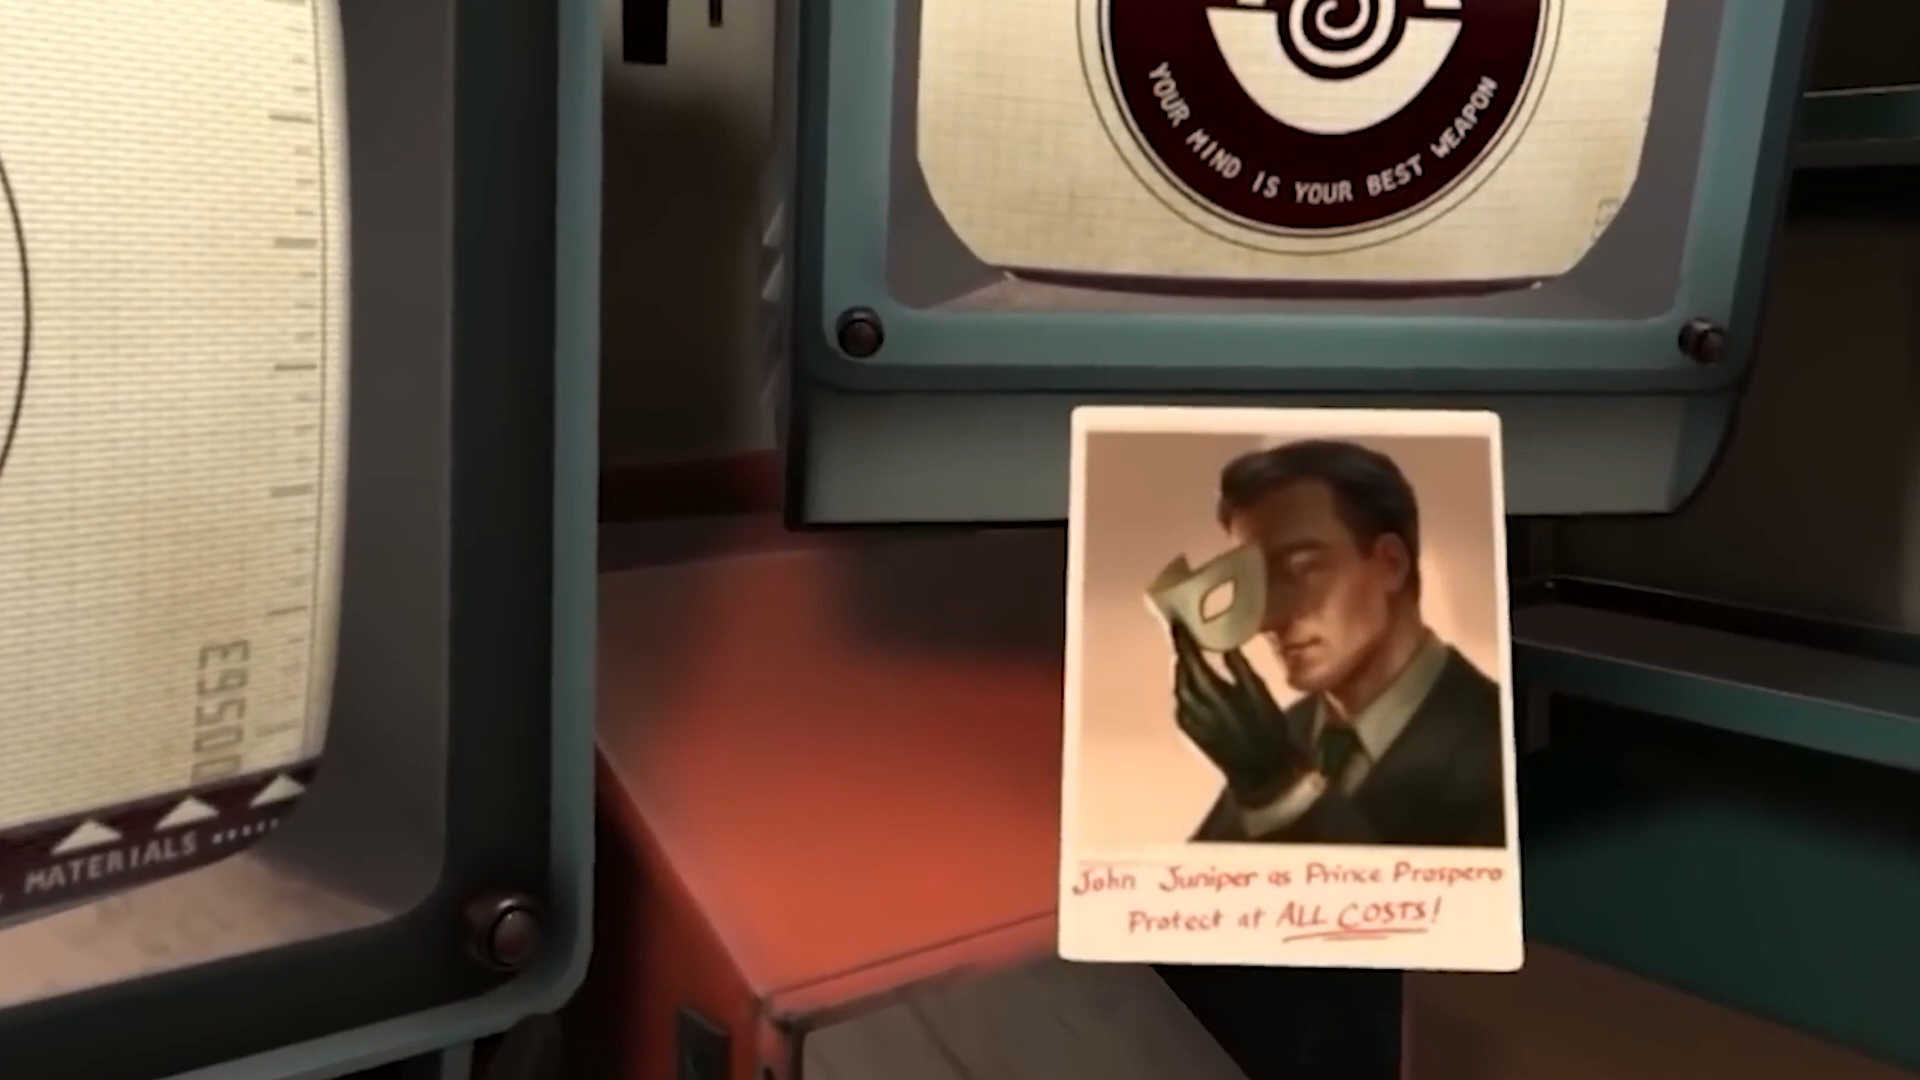 YOUR MIND IS YOUR BEST WEAPON
00563
MATERIALS
John Juniper as Prince Prospero
Protect at ALL COSTS!